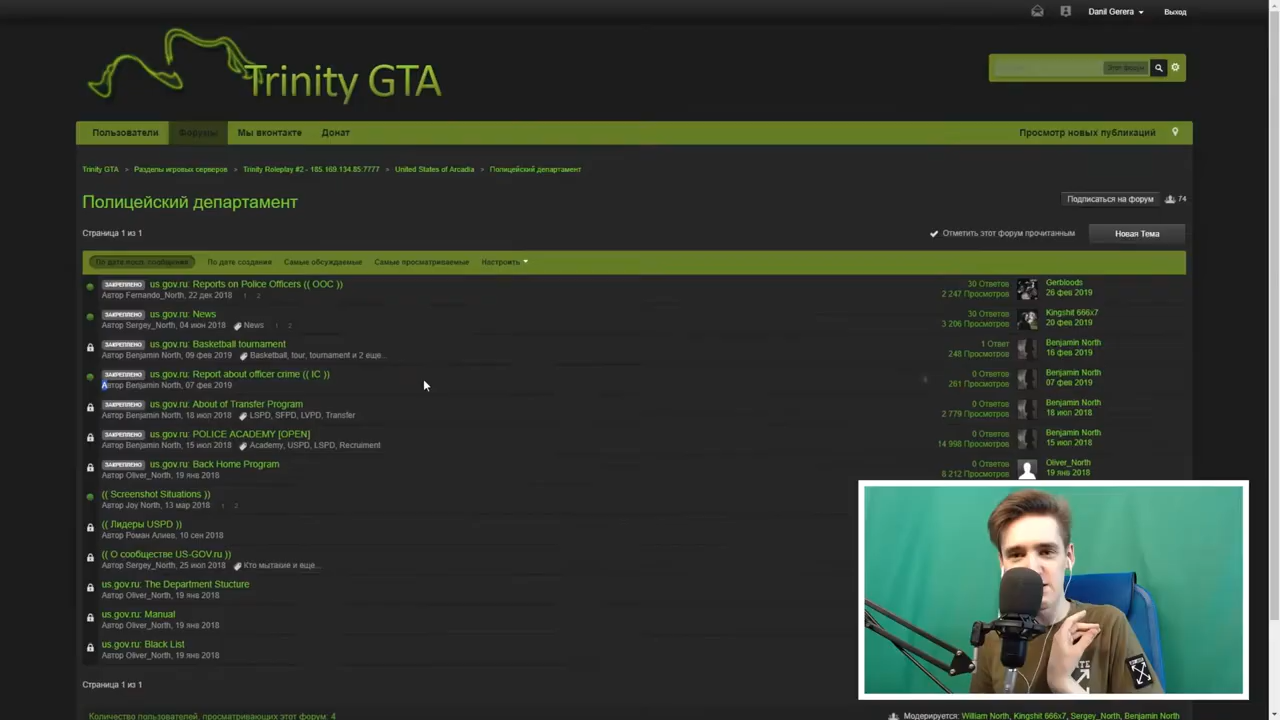 Danil Gerera
Выход
Trinity GTA
Этот форум
Пользователи
Форумы
Мы вконтакте
Донат
Просмотр новых публикаций
Trinity GTA » Разделы игровых серверов » Trinity Roleplay #2 - 185.169.134.85:7777 » United States of Arcadia » Полицейский департамент
Полицейский департамент
Подписаться на форум 74
Страница 1 из 1
Отметить этот форум прочитанным
Новая Тема
По дате посл. сообщения По дате создания Самые обсуждаемые Самые просматриваемые Настроить
ЗАКРЕПЛЕНО us.gov.ru: Reports on Police Officers (( OOC ))
Автор Fernando_North, 22 дек 2018 1 2
30 Ответов
2 247 Просмотров
Gerbloods
26 фев 2019
ЗАКРЕПЛЕНО us.gov.ru: News
Автор Sergey_North, 04 июн 2018 News 1 2
30 Ответов
3 206 Просмотров
Kingshit 666x7
20 фев 2019
ЗАКРЕПЛЕНО us.gov.ru: Basketball tournament
Автор Benjamin North, 09 фев 2019 Basketball, tour, tournament и 2 еще...
1 Ответ
248 Просмотров
Benjamin North
16 фев 2019
ЗАКРЕПЛЕНО us.gov.ru: Report about officer crime (( IC ))
Автор Benjamin North, 07 фев 2019
0 Ответов
261 Просмотров
Benjamin North
07 фев 2019
ЗАКРЕПЛЕНО us.gov.ru: About of Transfer Program
Автор Benjamin North, 18 июл 2018 LSPD, SFPD, LVPD, Transfer
0 Ответов
2 779 Просмотров
Benjamin North
18 июл 2018
ЗАКРЕПЛЕНО us.gov.ru: POLICE ACADEMY [OPEN]
Автор Benjamin North, 15 июл 2018 Academy, USPD, LSPD, Recruiment
0 Ответов
14 998 Просмотров
Benjamin North
15 июл 2018
ЗАКРЕПЛЕНО us.gov.ru: Back Home Program
Автор Oliver_North, 19 янв 2018
0 Ответов
8 212 Просмотров
Oliver_North
19 янв 2018
(( Screenshot Situations ))
Автор Joy North, 13 мар 2018 1 2
(( Лидеры USPD ))
Автор Роман Алиев, 10 сен 2018
(( О сообществе US-GOV.ru ))
Автор Sergey_North, 25 июл 2018 Кто мы такие и еще...
us.gov.ru: The Department Stucture
Автор Oliver_North, 19 янв 2018
us.gov.ru: Manual
Автор Oliver_North, 19 янв 2018
us.gov.ru: Black List
Автор Oliver_North, 19 янв 2018
Страница 1 из 1
Количество пользователей, просматривающих этот форум: 4
Модерируется: William North, Kingshit 666x7, Sergey_North, Benjamin North